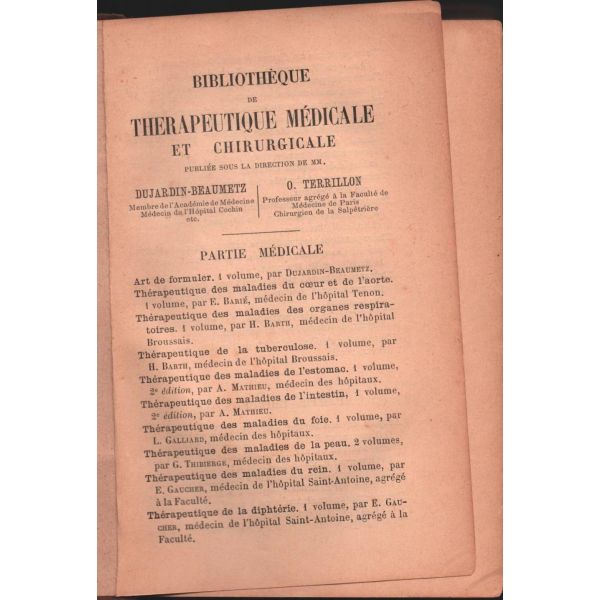 BIBLIOTHÈQUE
DE
THERAPEUTIQUE MÉDICALE
ET CHIRURGICALE
PUBLIÉE SOUS LA DIRECTION DE MM.
DUJARDIN-BEAUMETZ
Membre de l'Académie de Médecine
Médecin de l'Hôpital Cochin
etc.
O. TERRILLON
Professeur agrégé à la Faculté de
Médecine de Paris
Chirurgien de la Salpêtrière
PARTIE MÉDICALE
Art de formuler. 1 volume, par DUJARDIN-BEAUMETZ.
Thérapeutique des maladies du cœur et de l'aorte.
1 volume, par E. BARIÉ, médecin de l'hôpital Tenon.
Thérapeutique des maladies des organes respira-
toires. 1 volume, par H. BARTH, médecin de l'hôpital
Broussais.
Thérapeutique de la tuberculose. 1 volume, par
H. BARTH, médecin de l'hôpital Broussais.
Thérapeutique des maladies de l'estomac. 1 volume,
2e édition, par A. MATHIEU, médecin des hôpitaux.
Thérapeutique des maladies de l'intestin, 1 volume,
2e édition, par A. MATHIEU.
Thérapeutique des maladies du foie. 1 volume, par
L. GALLIARD, médecin des hôpitaux.
Thérapeutique des maladies de la peau. 2 volumes,
par G. THIBIERGE, médecin des hôpitaux.
Thérapeutique des maladies du rein. 1 volume, par
E. GAUCHER, médecin de l'hôpital Saint-Antoine, agrégé
à la Faculté.
Thérapeutique de la diphtérie. 1 volume, par E. GAU-
CHER, médecin de l'hôpital Saint-Antoine, agrégé à la
Faculté.